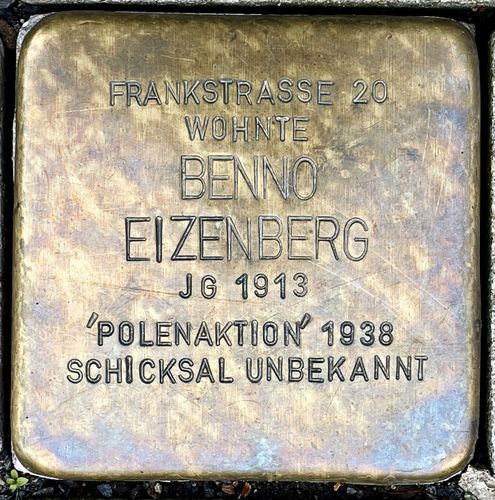 FRANKSTRASSE 20
WOHNTE
BENNO
EIZENBERG
JG 1913
'POLENAKTION' 1938
SCHICKSAL UNBEKANNT